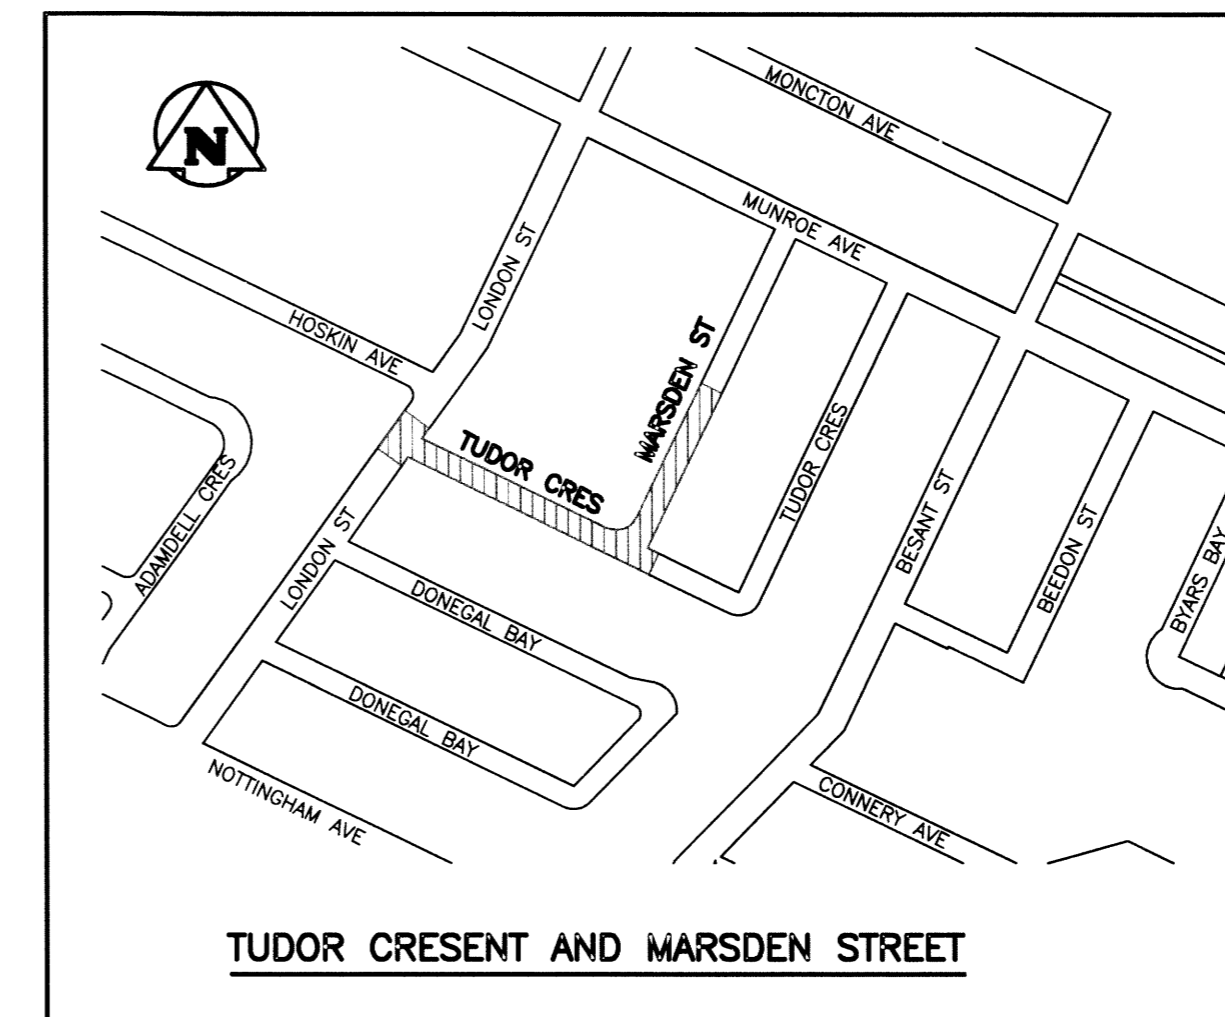 MONCTON AVE
N
MUNROE AVE
LONDON ST
HOSKIN AVE
MARSDEN ST
TUDOR CRES
TUDOR CRES
ADAMDELL CRES
BESANT ST
BEEDON ST
BYARS BAY
LONDON ST
DONEGAL BAY
DONEGAL BAY
NOTTINGHAM AVE
CONNERY AVE
TUDOR CRESENT AND MARSDEN STREET